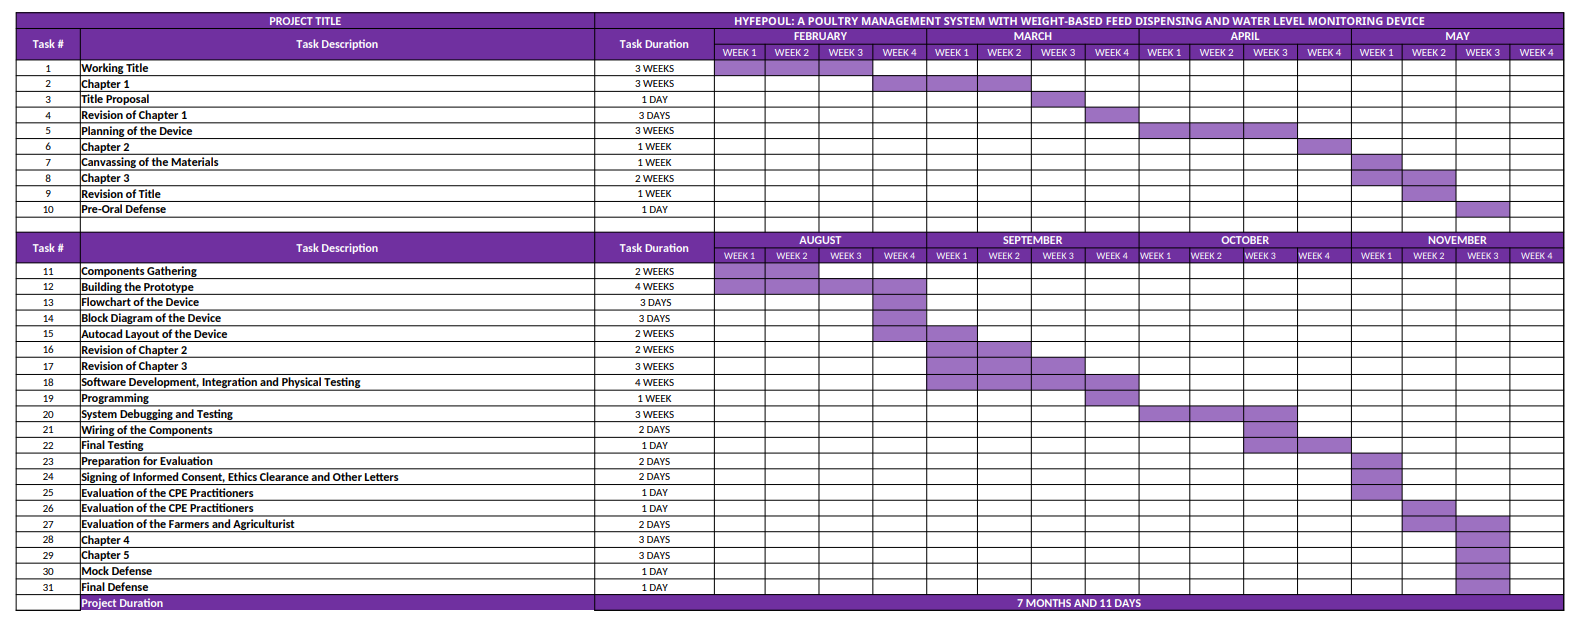 PROJECT TITLE HYFEPOUL: A POULTRY MANAGEMENT SYSTEM WITH WEIGHT-BASED FEED DISPENSING AND WATER LEVEL MONITORING DEVICE
Task # Task Description Task Duration FEBRUARY MARCH APRIL MAY
WEEK 1 WEEK 2 WEEK 3 WEEK 4 WEEK 1 WEEK 2 WEEK 3 WEEK 4 WEEK 1 WEEK 2 WEEK 3 WEEK 4 WEEK 1 WEEK 2 WEEK 3 WEEK 4
1 Working Title 3 WEEKS
2 Chapter 1 3 WEEKS
3 Title Proposal 1 DAY
4 Revision of Chapter 1 3 DAYS
5 Planning of the Device 3 WEEKS
6 Chapter 2 1 WEEK
7 Canvassing of the Materials 1 WEEK
8 Chapter 3 2 WEEKS
9 Revision of Title 1 WEEK
10 Pre-Oral Defense 1 DAY
Task # Task Description Task Duration AUGUST SEPTEMBER OCTOBER NOVEMBER
WEEK 1 WEEK 2 WEEK 3 WEEK 4 WEEK 1 WEEK 2 WEEK 3 WEEK 4 WEEK 1 WEEK 2 WEEK 3 WEEK 4 WEEK 1 WEEK 2 WEEK 3 WEEK 4
11 Components Gathering 2 WEEKS
12 Building the Prototype 4 WEEKS
13 Flowchart of the Device 3 DAYS
14 Block Diagram of the Device 3 DAYS
15 Autocad Layout of the Device 2 WEEKS
16 Revision of Chapter 2 2 WEEKS
17 Revision of Chapter 3 3 WEEKS
18 Software Development, Integration and Physical Testing 4 WEEKS
19 Programming 1 WEEK
20 System Debugging and Testing 3 WEEKS
21 Wiring of the Components 2 DAYS
22 Final Testing 1 DAY
23 Preparation for Evaluation 2 DAYS
24 Signing of Informed Consent, Ethics Clearance and Other Letters 2 DAYS
25 Evaluation of the CPE Practitioners 1 DAY
26 Evaluation of the CPE Practitioners 1 DAY
27 Evaluation of the Farmers and Agriculturist 2 DAYS
28 Chapter 4 3 DAYS
29 Chapter 5 3 DAYS
30 Mock Defense 1 DAY
31 Final Defense 1 DAY
Project Duration 7 MONTHS AND 11 DAYS